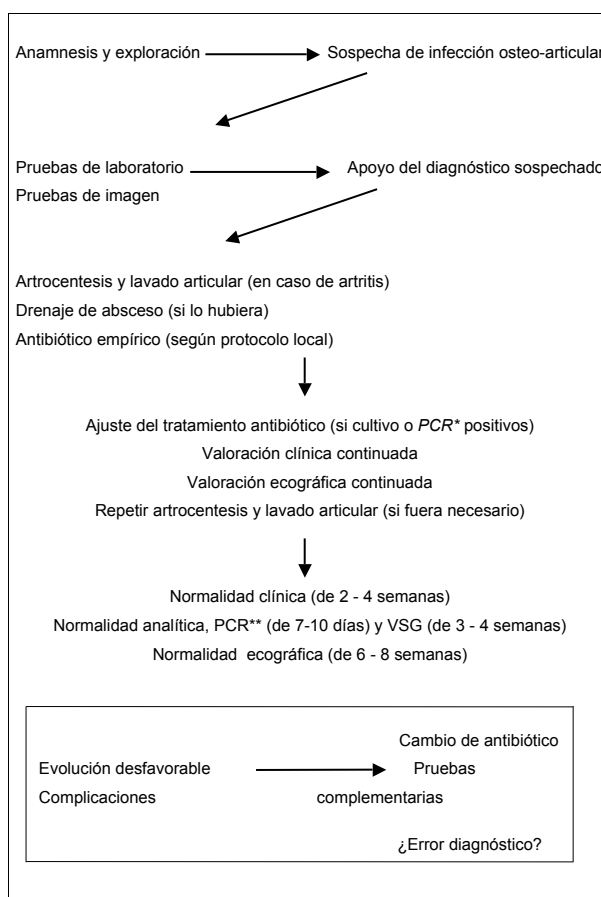 Anamnesis y exploración Sospecha de infección osteo-articular
Pruebas de laboratorio Apoyo del diagnóstico sospechado
Pruebas de imagen
Artrocentesis y lavado articular (en caso de artritis)
Drenaje de absceso (si lo hubiera)
Antibiótico empírico (según protocolo local)
Ajuste del tratamiento antibiótico (si cultivo o PCR* positivos)
Valoración clínica continuada
Valoración ecográfica continuada
Repetir artrocentesis y lavado articular (si fuera necesario)
Normalidad clínica (de 2 - 4 semanas)
Normalidad analítica, PCR** (de 7-10 días) y VSG (de 3 - 4 semanas)
Normalidad ecográfica (de 6 - 8 semanas)
Cambio de antibiótico
Evolución desfavorable Pruebas
Complicaciones complementarias
¿Error diagnóstico?